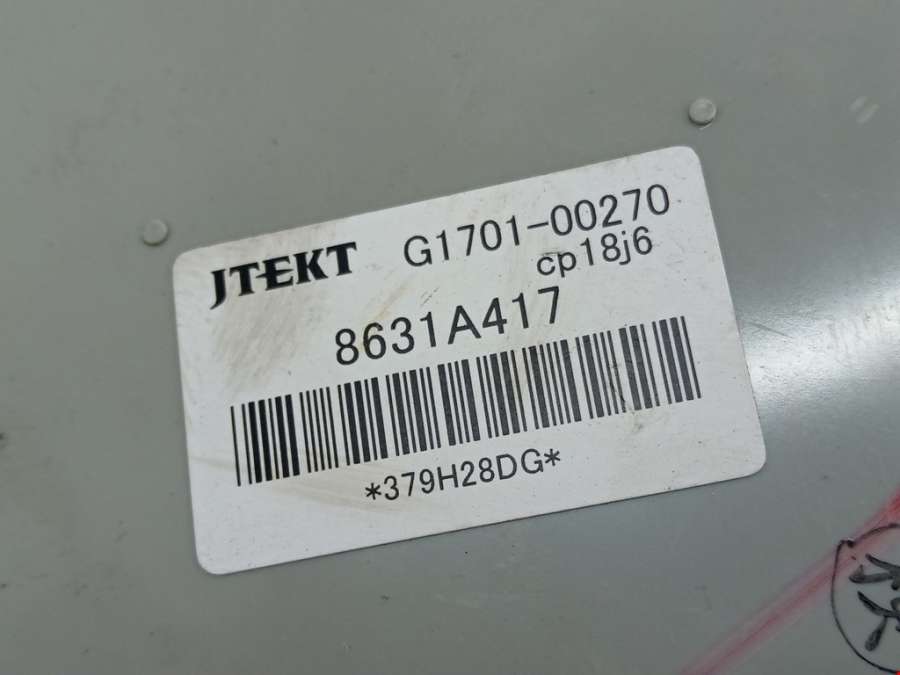 JTEKT G1701-00270
cp18j6
8631A417
*379H28DG*